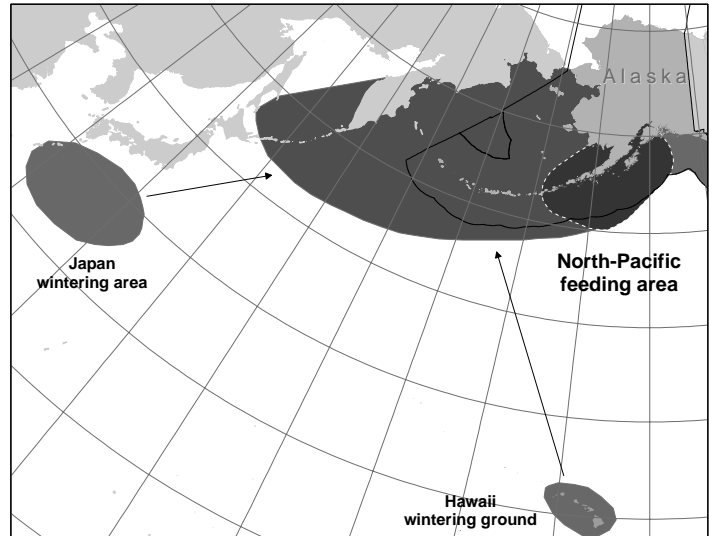 Alaska
North-Pacific
feeding area
Japan
wintering area
Hawaii
wintering ground